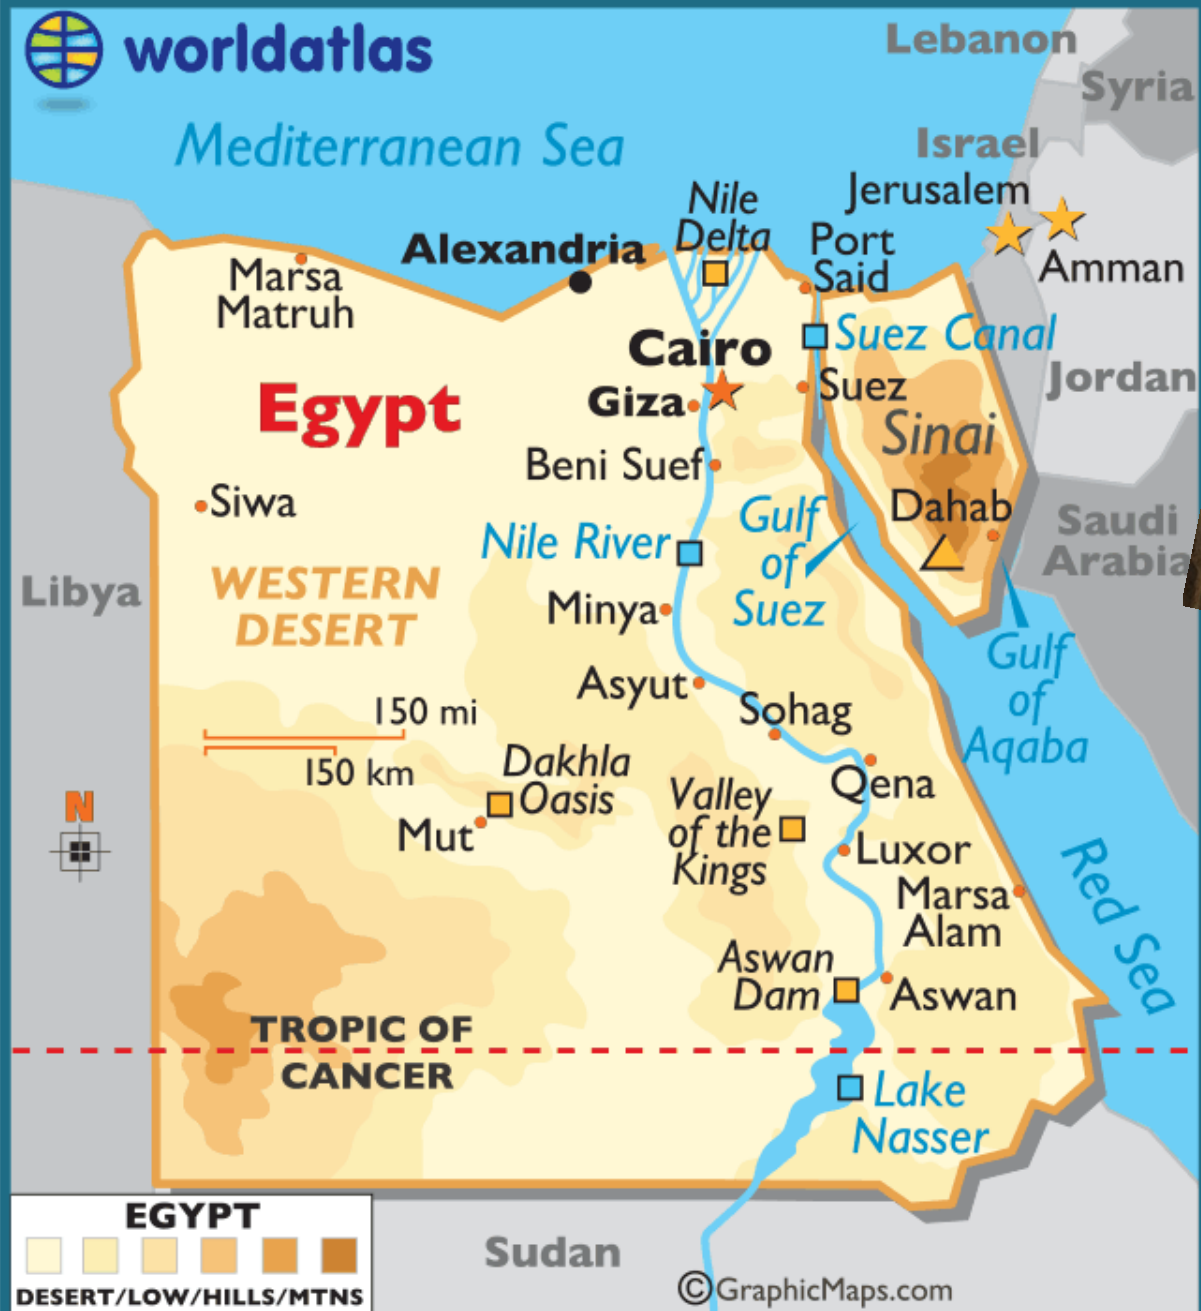 worldatlas
Lebanon
Syria
Mediterranean Sea
Israel
Jerusalem
Amman
Nile
Delta
Port
Said
Alexandria
Marsa
Matruh
Suez Canal
Cairo
Jordan
Suez
Giza
Egypt
Sinai
Beni Suef
Siwa
Dahab
Gulf
of
Suez
Saudi
Arabia
Nile River
Libya
WESTERN
DESERT
Minya
Gulf
of
Aqaba
Asyut
Sohag
150 mi
150 km
Dakhla
Oasis
Qena
Valley
of the
Kings
N
Mut
Luxor
Marsa
Alam
Red Sea
Aswan
Dam
Aswan
TROPIC OF
CANCER
Lake
Nasser
EGYPT
DESERT/LOW/HILLS/MTNS
Sudan
©GraphicMaps.com